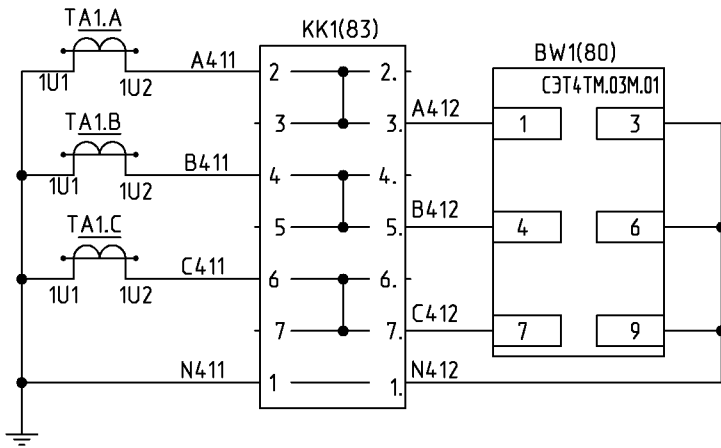 TA1.A
KK1(83)
BW1(80)
СЭТ4ТМ.03М.01
1U1 1U2 A411 2 2.
3 3. A412 1 3
TA1.B
1U1 1U2 B411 4 4.
5 5. B412 4 6
TA1.C
1U1 1U2 C411 6 6.
7 7. C412 7 9
N411 1 1. N412